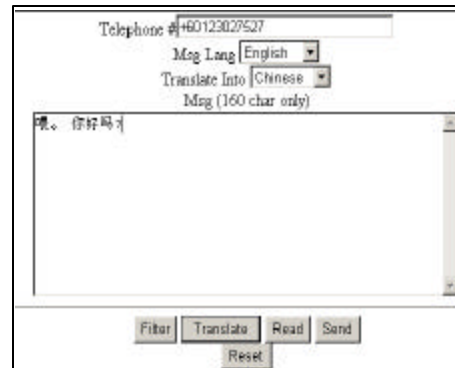 Telephone # +60123027527
Msg Lang English
Translate Into Chinese
Msg (160 char only)
喂。 你好吗?
Filter Translate Read Send
Reset